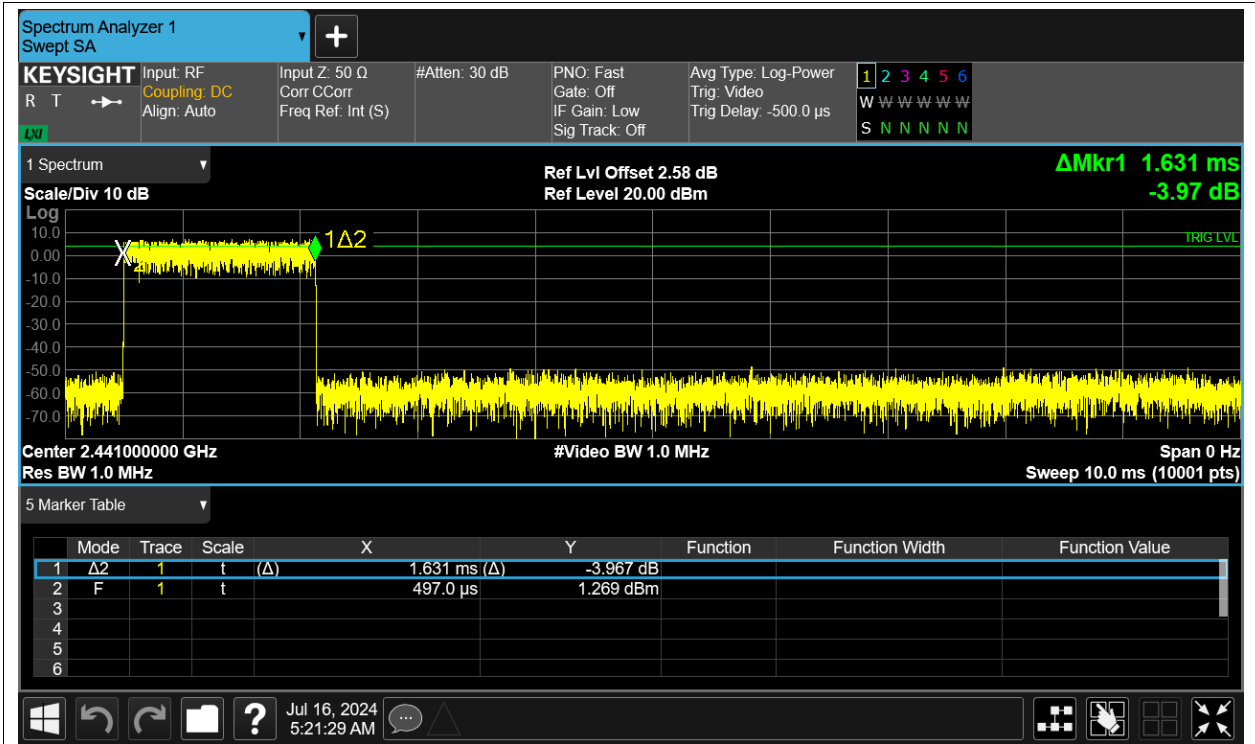 Spectrum Analyzer 1
Swept SA
KEYSIGHT
R T
LXI
Input: RF
Coupling: DC
Align: Auto
Input Z: 50 Ω
Corr CCorr
Freq Ref: Int (S)
#Atten: 30 dB
PNO: Fast
Gate: Off
IF Gain: Low
Sig Track: Off
Avg Type: Log-Power
Trig: Video
Trig Delay: -500.0 µs
1 2 3 4 5 6
W W W W W W
S N N N N N
1 Spectrum
Scale/Div 10 dB
Ref Lvl Offset 2.58 dB
Ref Level 20.00 dBm
ΔMkr1 1.631 ms
-3.97 dB
Log
10.0
0.00
-10.0
-20.0
-30.0
-40.0
-50.0
-60.0
-70.0
X
2
1Δ2
TRIG LVL
Center 2.441000000 GHz
Res BW 1.0 MHz
#Video BW 1.0 MHz
Span 0 Hz
Sweep 10.0 ms (10001 pts)
5 Marker Table
Mode Trace Scale X Y Function Function Width Function Value
1 Δ2 1 t (Δ) 1.631 ms (Δ) -3.967 dB
2 F 1 t 497.0 µs 1.269 dBm
3
4
5
6
?
Jul 16, 2024
5:21:29 AM